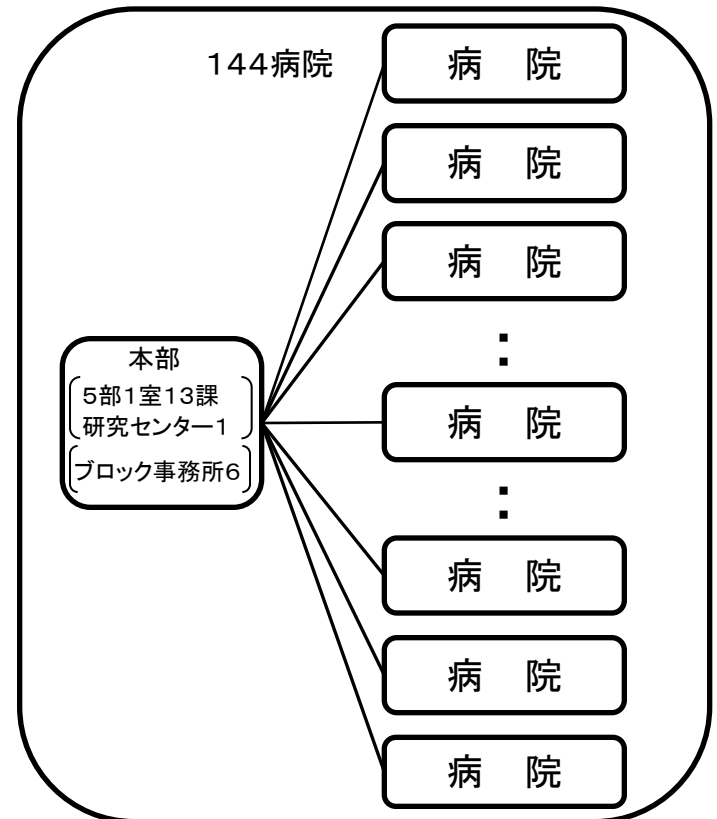 144病院
病　院
病　院
病　院
：
病　院
：
病　院
病　院
病　院
本部
5部1室13課
研究センター1
ブロック事務所6